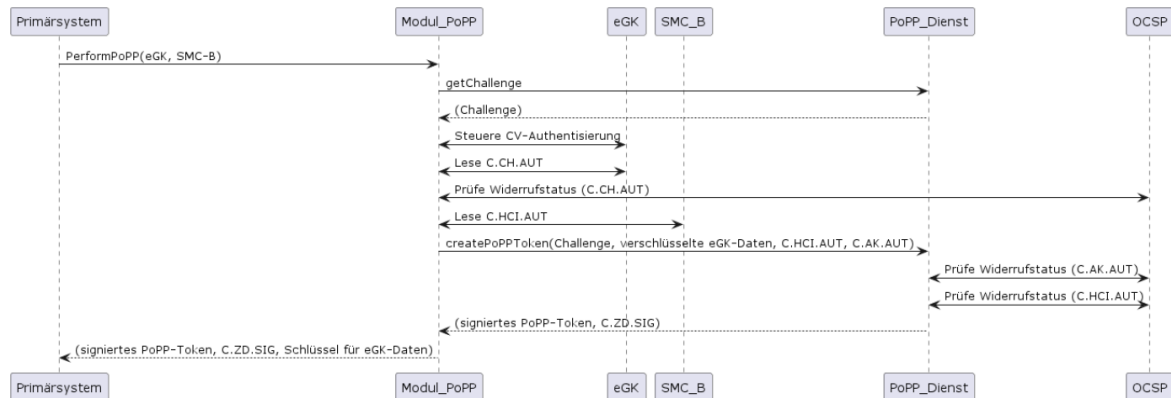 Primärsystem Modul_PoPP eGK SMC_B PoPP_Dienst OCSP
PerformPoPP(eGK, SMC-B)
getChallenge
(Challenge)
Steuere CV-Authentisierung
Lese C.CH.AUT
Prüfe Widerrufstatus (C.CH.AUT)
Lese C.HCI.AUT
createPoPPToken(Challenge, verschlüsselte eGK-Daten, C.HCI.AUT, C.AK.AUT)
Prüfe Widerrufstatus (C.AK.AUT)
Prüfe Widerrufstatus (C.HCI.AUT)
(signiertes PoPP-Token, C.ZD.SIG)
(signiertes PoPP-Token, C.ZD.SIG, Schlüssel für eGK-Daten)
Primärsystem Modul_PoPP eGK SMC_B PoPP_Dienst OCSP